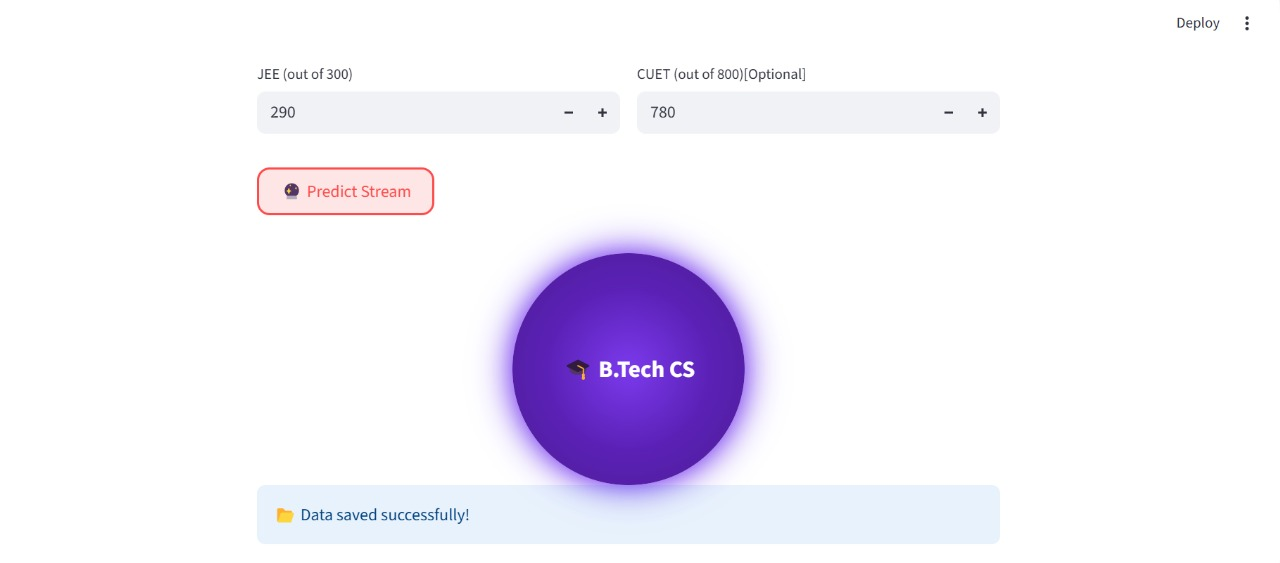 Deploy
JEE (out of 300)
CUET (out of 800)[Optional]
290
780
Predict Stream
B.Tech CS
Data saved successfully!